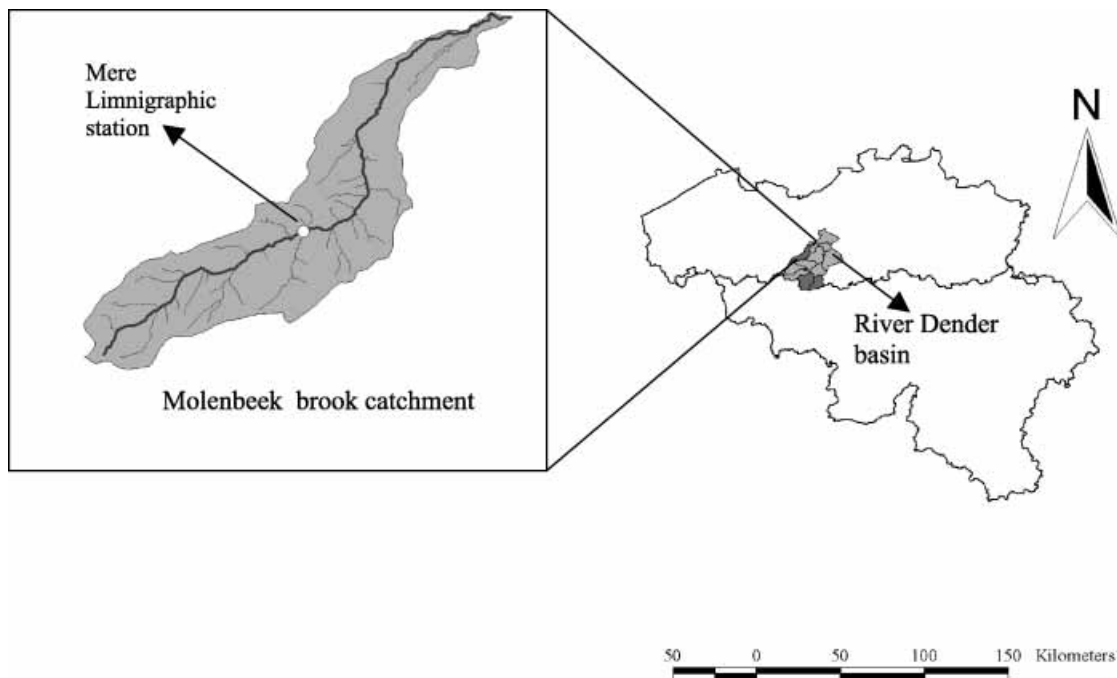 Mere
Limnigraphic
station
Molenbeek brook catchment
N
River Dender
basin
50 0 50 100 150 Kilometers